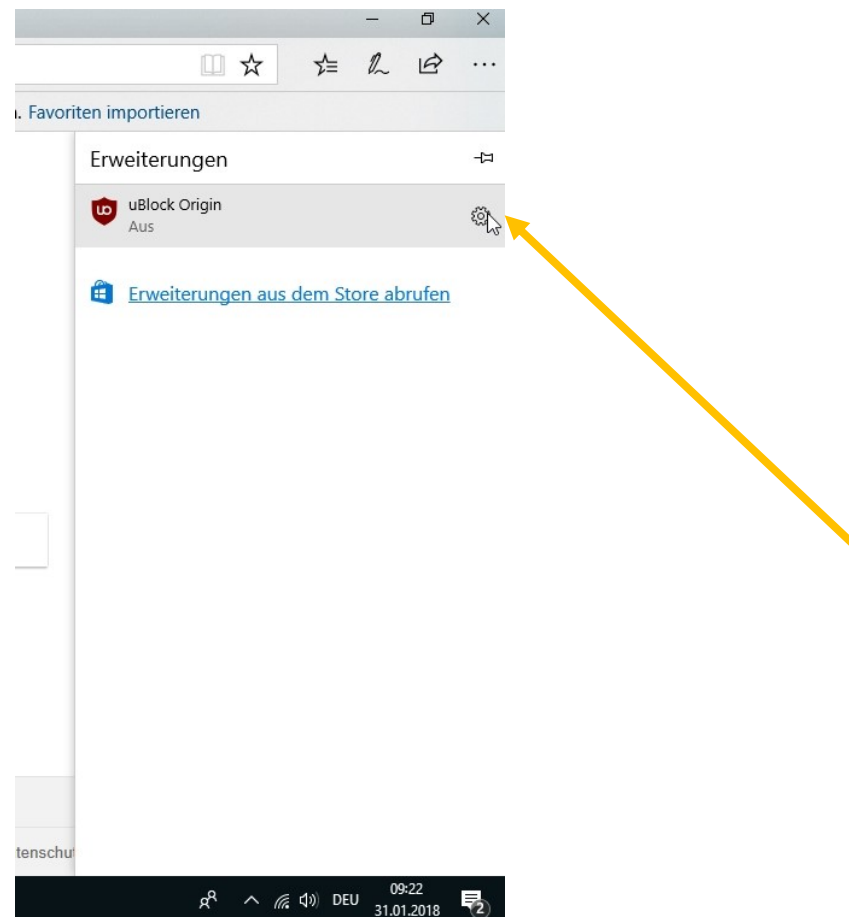 Favoriten importieren
Erweiterungen
uBlock Origin
Aus
Erweiterungen aus dem Store abrufen
DEU
09:22
31.01.2018
2